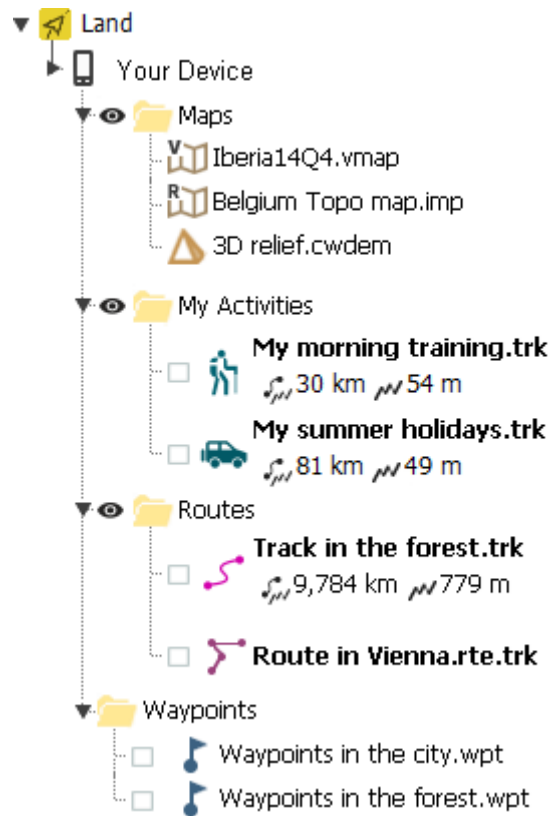 Land
Your Device
Maps
V Iberia14Q4.vmap
R Belgium Topo map.imp
3D relief.cwdem
My Activities
My morning training.trk
30 km 54 m
My summer holidays.trk
81 km 49 m
Routes
Track in the forest.trk
9,784 km 779 m
Route in Vienna.rte.trk
Waypoints
Waypoints in the city.wpt
Waypoints in the forest.wpt